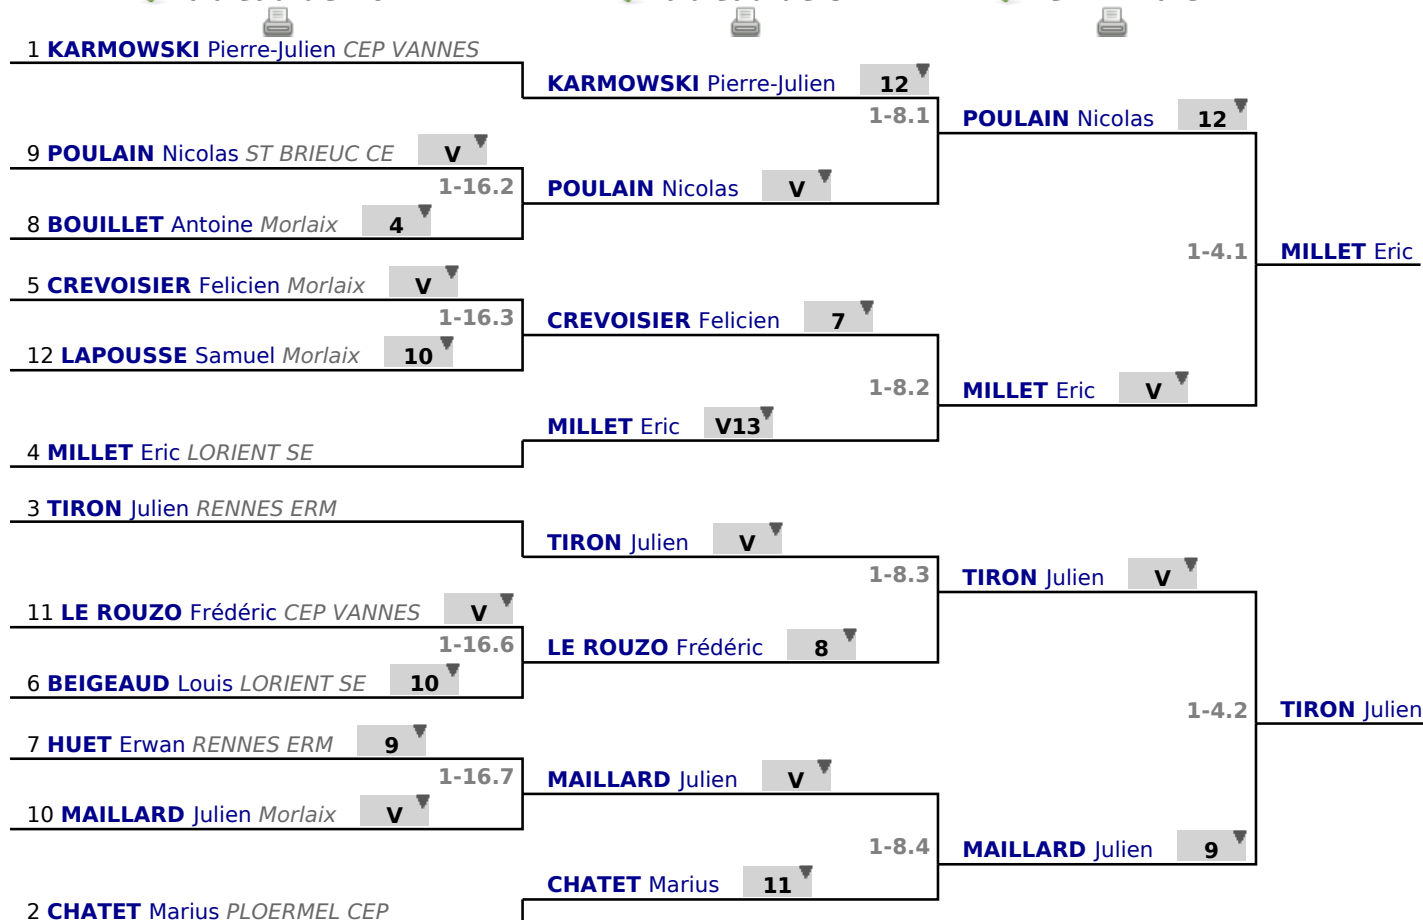 1 KARMOWSKI Pierre-Julien CEP VANNES
KARMOWSKI Pierre-Julien 12
1-8.1
POULAIN Nicolas 12
9 POULAIN Nicolas ST BRIEUC CE V
1-16.2
POULAIN Nicolas V
8 BOUILLET Antoine Morlaix 4
1-4.1
MILLET Eric
5 CREVOISIER Felicien Morlaix V
1-16.3
CREVOISIER Felicien 7
12 LAPOUSSE Samuel Morlaix 10
1-8.2
MILLET Eric V
MILLET Eric V13
4 MILLET Eric LORIENT SE
3 TIRON Julien RENNES ERM
TIRON Julien V
1-8.3
TIRON Julien V
11 LE ROUZO Frédéric CEP VANNES V
1-16.6
LE ROUZO Frédéric 8
6 BEIGEAUD Louis LORIENT SE 10
1-4.2
TIRON Julien
7 HUET Erwan RENNES ERM 9
1-16.7
MAILLARD Julien V
10 MAILLARD Julien Morlaix V
1-8.4
MAILLARD Julien 9
CHATET Marius 11
2 CHATET Marius PLOERMEL CEP